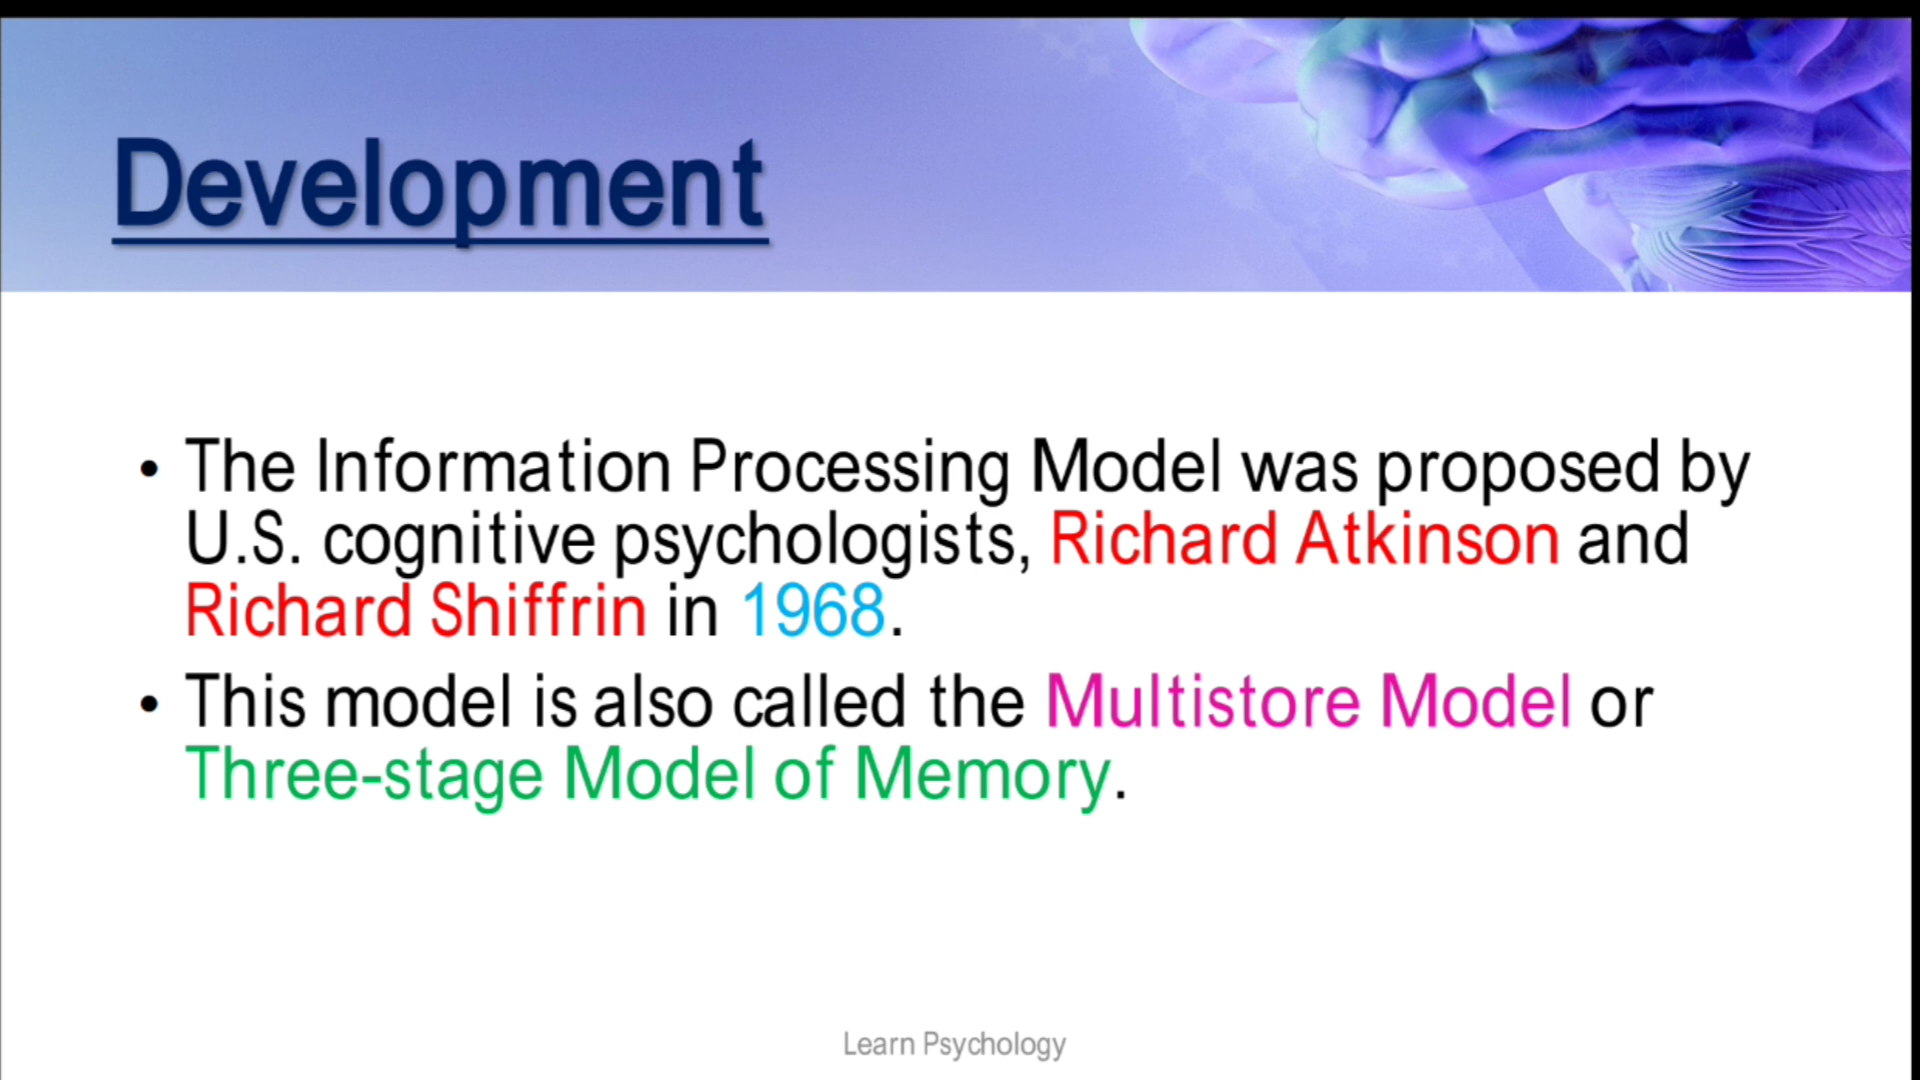 Development
• The Information Processing Model was proposed by
U.S. cognitive psychologists, Richard Atkinson and
Richard Shiffrin in 1968.
• This model is also called the Multistore Model or
Three-stage Model of Memory.
Learn Psychology